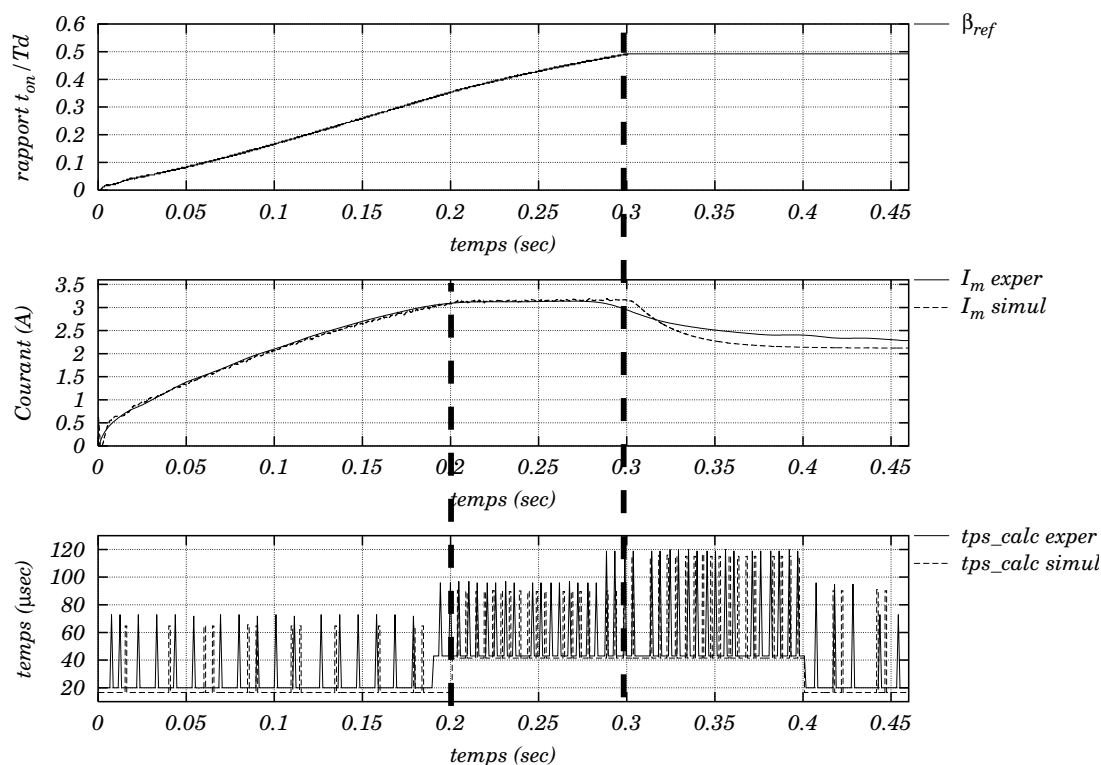 0.6
0.5
0.4
0.3
0.2
0.1
0
rapport t_on / Td
β_ref
0 0.05 0.1 0.15 0.2 0.25 0.3 0.35 0.4 0.45
temps (sec)
3.5
3
2.5
2
1.5
1
0.5
0
Courant (A)
I_m exper
I_m simul
0 0.05 0.1 0.15 0.2 0.25 0.3 0.35 0.4 0.45
temps (sec)
120
100
80
60
40
20
temps (µsec)
tps_calc exper
tps_calc simul
0 0.05 0.1 0.15 0.2 0.25 0.3 0.35 0.4 0.45
temps (sec)